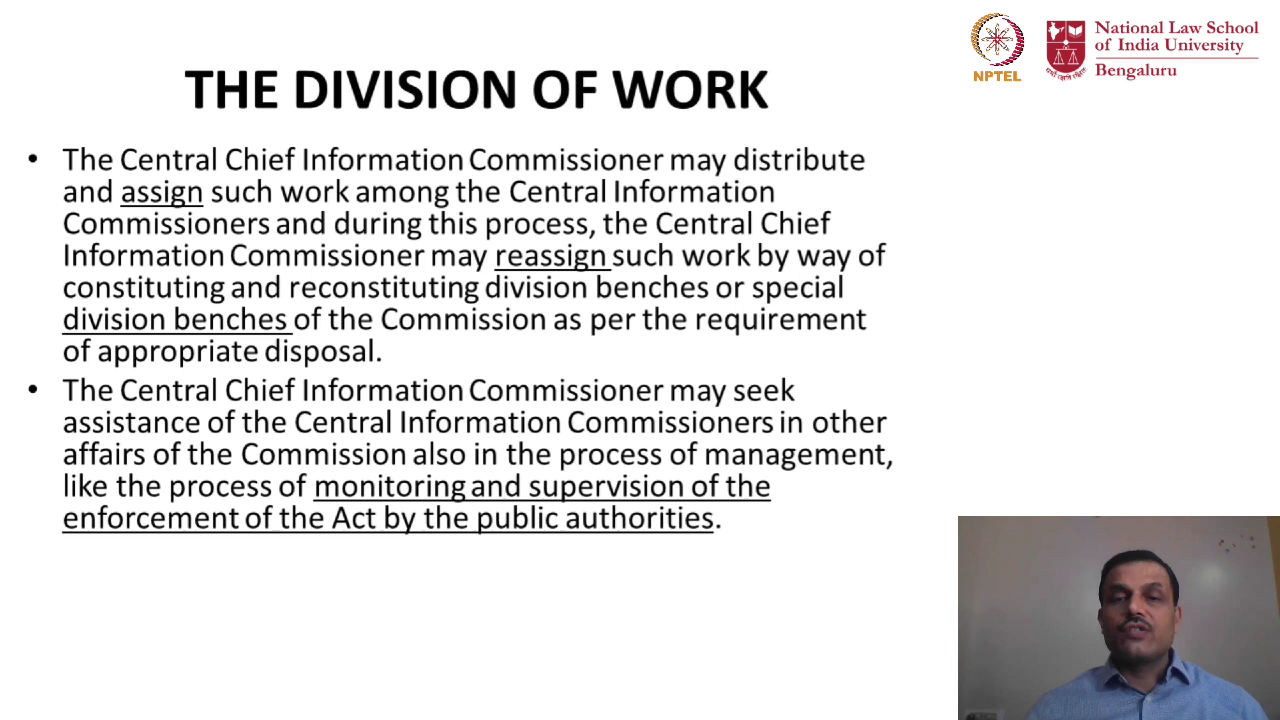 NPTEL
National Law School
of India University
Bengaluru
THE DIVISION OF WORK
• The Central Chief Information Commissioner may distribute
and assign such work among the Central Information
Commissioners and during this process, the Central Chief
Information Commissioner may reassign such work by way of
constituting and reconstituting division benches or special
division benches of the Commission as per the requirement
of appropriate disposal.
• The Central Chief Information Commissioner may seek
assistance of the Central Information Commissioners in other
affairs of the Commission also in the process of management,
like the process of monitoring and supervision of the
enforcement of the Act by the public authorities.